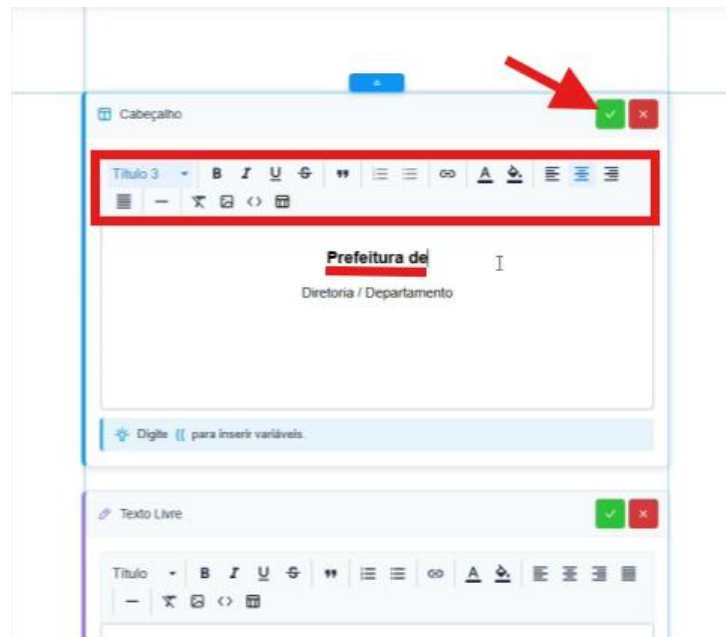 Cabeçalho
Título 3 B I U S
Prefeitura de
Diretoria / Departamento
Digite {{ para inserir variáveis.
Texto Livre
Título B I U S